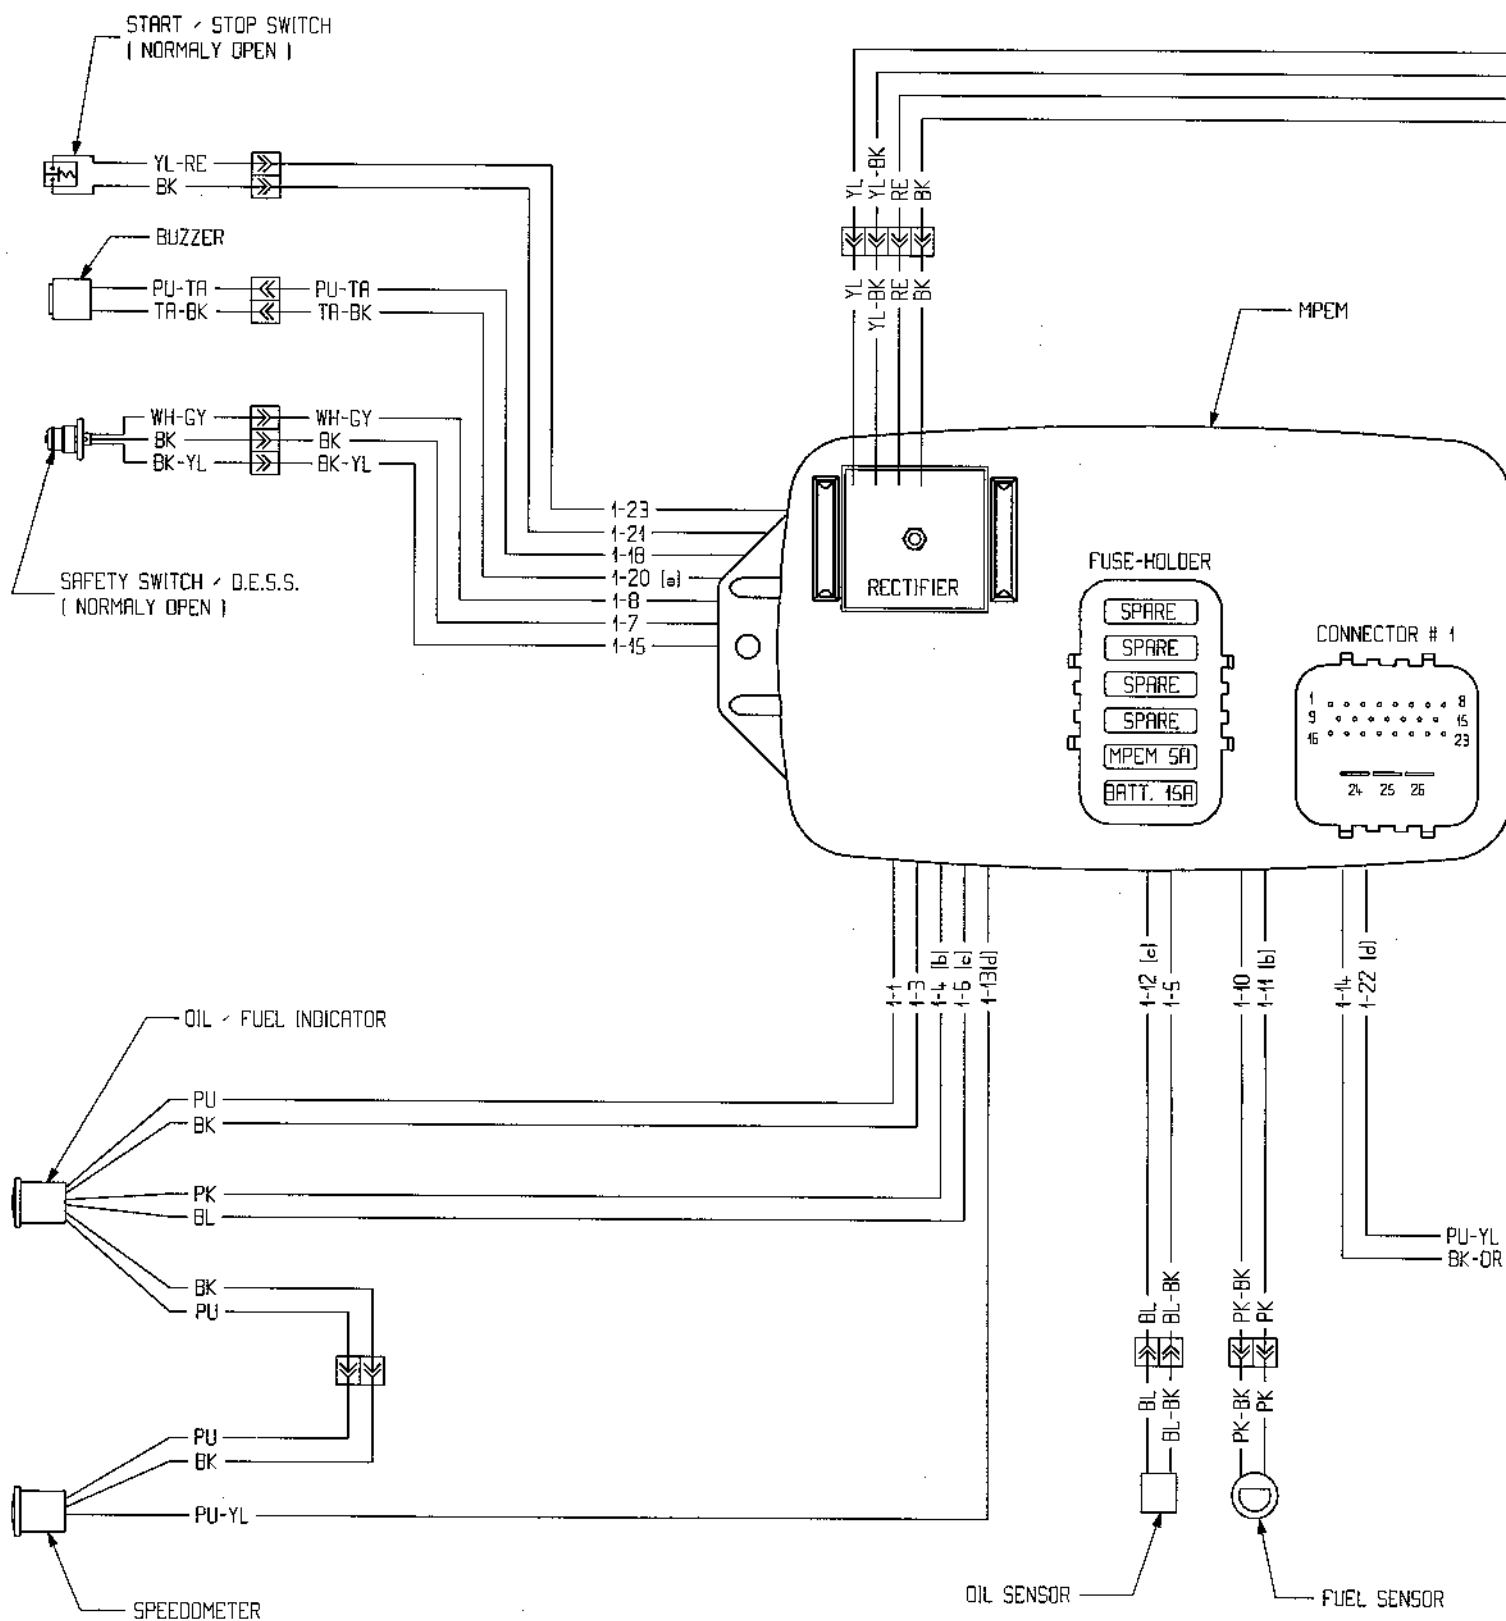 START / STOP SWITCH
( NORMALY OPEN )
YL-RE
BK
BUZZER
PU-TA PU-TA
TA-BK TA-BK
WH-GY WH-GY
BK BK
BK-YL BK-YL
SAFETY SWITCH / D.E.S.S.
( NORMALY OPEN )
YL YL-BK RE BK
YL YL-BK RE BK
MPEM
1-23
1-21
1-18
1-20 (a)
1-8
1-7
1-15
RECTIFIER
FUSE-HOLDER
SPARE
SPARE
SPARE
SPARE
MPEM 5A
BATT. 15A
CONNECTOR # 1
1 8
9 15
16 23
24 25 26
1-1
1-3
1-4 (b)
1-6 (c)
1-13(d)
1-12 (c)
1-5
1-10
1-11 (b)
1-14
1-22 (d)
OIL / FUEL INDICATOR
PU
BK
PK
BL
BK
PU
PU
BK
PU-YL
SPEEDOMETER
PU-YL
BK-OR
BL BL-BK PK-BK PK
BL BL-BK PK-BK PK
OIL SENSOR
FUEL SENSOR